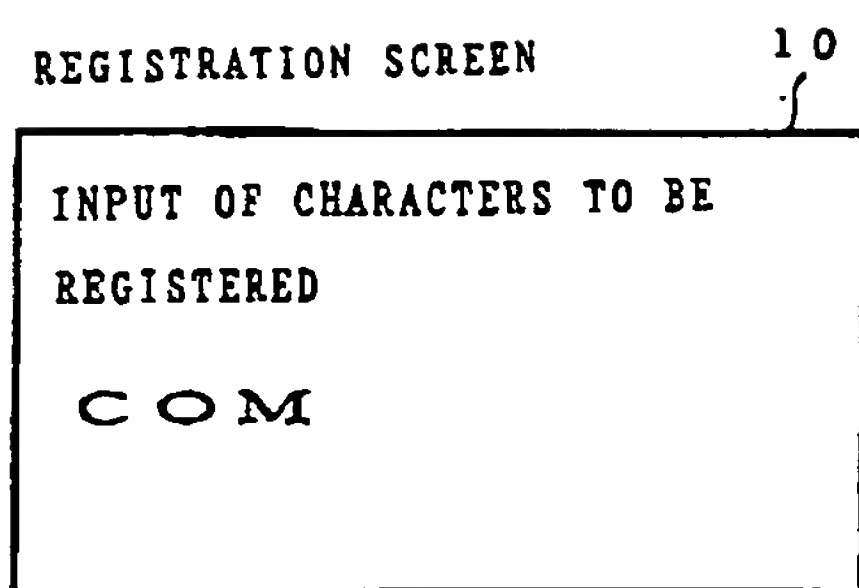 REGISTRATION SCREEN
10
INPUT OF CHARACTERS TO BE
REGISTERED
COM